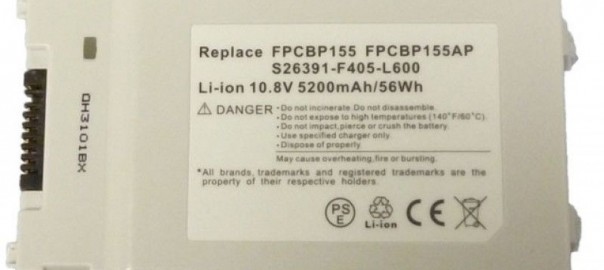 Replace FPCBP155 FPCBP155AP
S26391-F405-L600
Li-ion 10.8V 5200mAh/56Wh
⚠ DANGER • Do not incinerate.Do not disassemble.
• Do not expose to high temperatures (140°F/60°C).
• Do not impact,pierce or crush the battery.
• Use specified charger only.
• Dispose of properly.
May cause overheating,fire or bursting.
*All brands, trademarks and registered trademarks are the
property of their respective holders.
PS
E
Li-ion
CE
QH3101BX